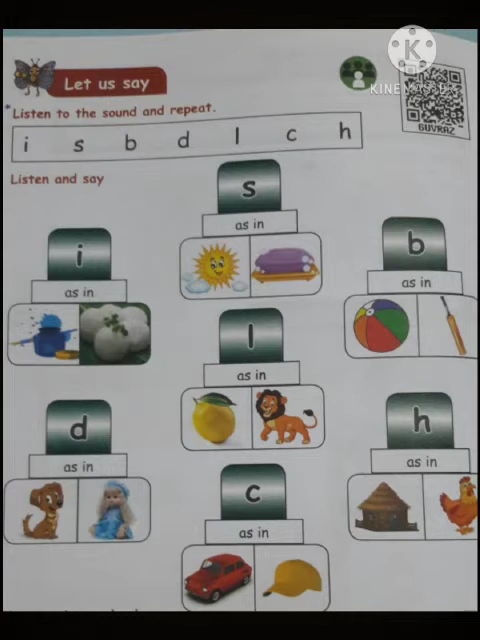 Let us say
KINEMASTER
6UVRAZ
*Listen to the sound and repeat.
i s b d l c h
Listen and say
s
as in
i
as in
b
as in
l
as in
d
as in
h
as in
c
as in